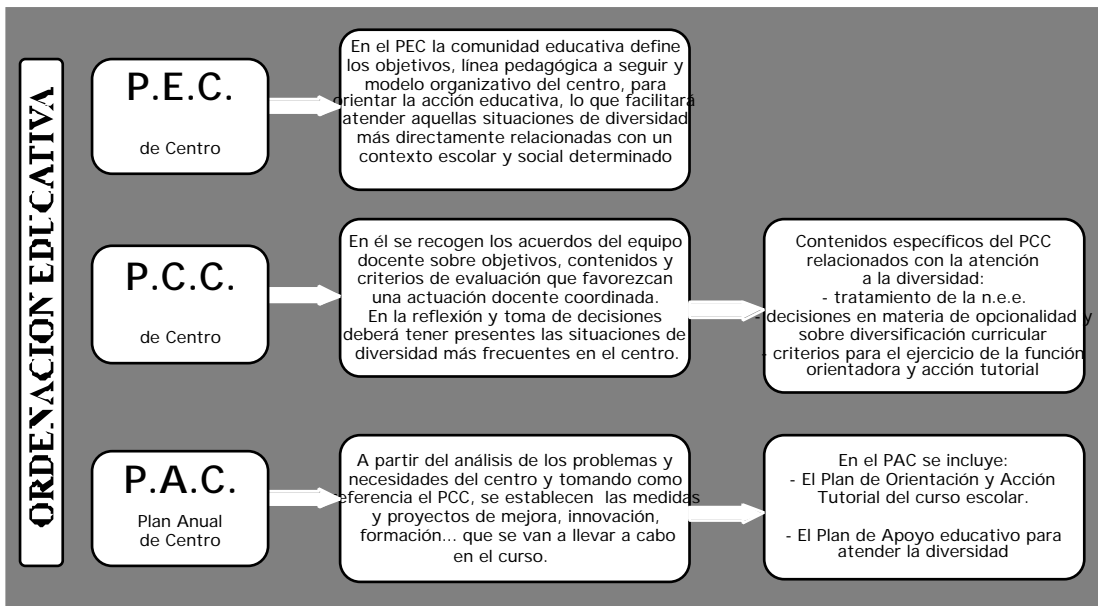 ORDENACION EDUCATIVA
P.E.C.
de Centro
En el PEC la comunidad educativa define
los objetivos, línea pedagógica a seguir y
modelo organizativo del centro, para
orientar la acción educativa, lo que facilitará
atender aquellas situaciones de diversidad
más directamente relacionadas con un
contexto escolar y social determinado
P.C.C.
de Centro
En él se recogen los acuerdos del equipo
docente sobre objetivos, contenidos y
criterios de evaluación que favorezcan
una actuación docente coordinada.
En la reflexión y toma de decisiones
deberá tener presentes las situaciones de
diversidad más frecuentes en el centro.
Contenidos específicos del PCC
relacionados con la atención
a la diversidad:
- tratamiento de la n.e.e.
- decisiones en materia de opcionalidad y
sobre diversificación curricular
- criterios para el ejercicio de la función
orientadora y acción tutorial
P.A.C.
Plan Anual
de Centro
A partir del análisis de los problemas y
necesidades del centro y tomando como
referencia el PCC, se establecen las medidas
y proyectos de mejora, innovación,
formación... que se van a llevar a cabo
en el curso.
En el PAC se incluye:
- El Plan de Orientación y Acción
Tutorial del curso escolar.
- El Plan de Apoyo educativo para
atender la diversidad